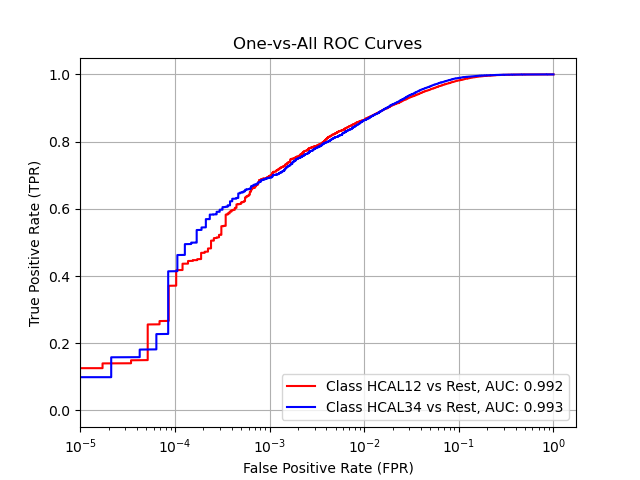 One-vs-All ROC Curves
1.0
0.8
0.6
0.4
0.2
0.0
True Positive Rate (TPR)
Class HCAL12 vs Rest, AUC: 0.992
Class HCAL34 vs Rest, AUC: 0.993
10⁻⁵ 10⁻⁴ 10⁻³ 10⁻² 10⁻¹ 10⁰
False Positive Rate (FPR)